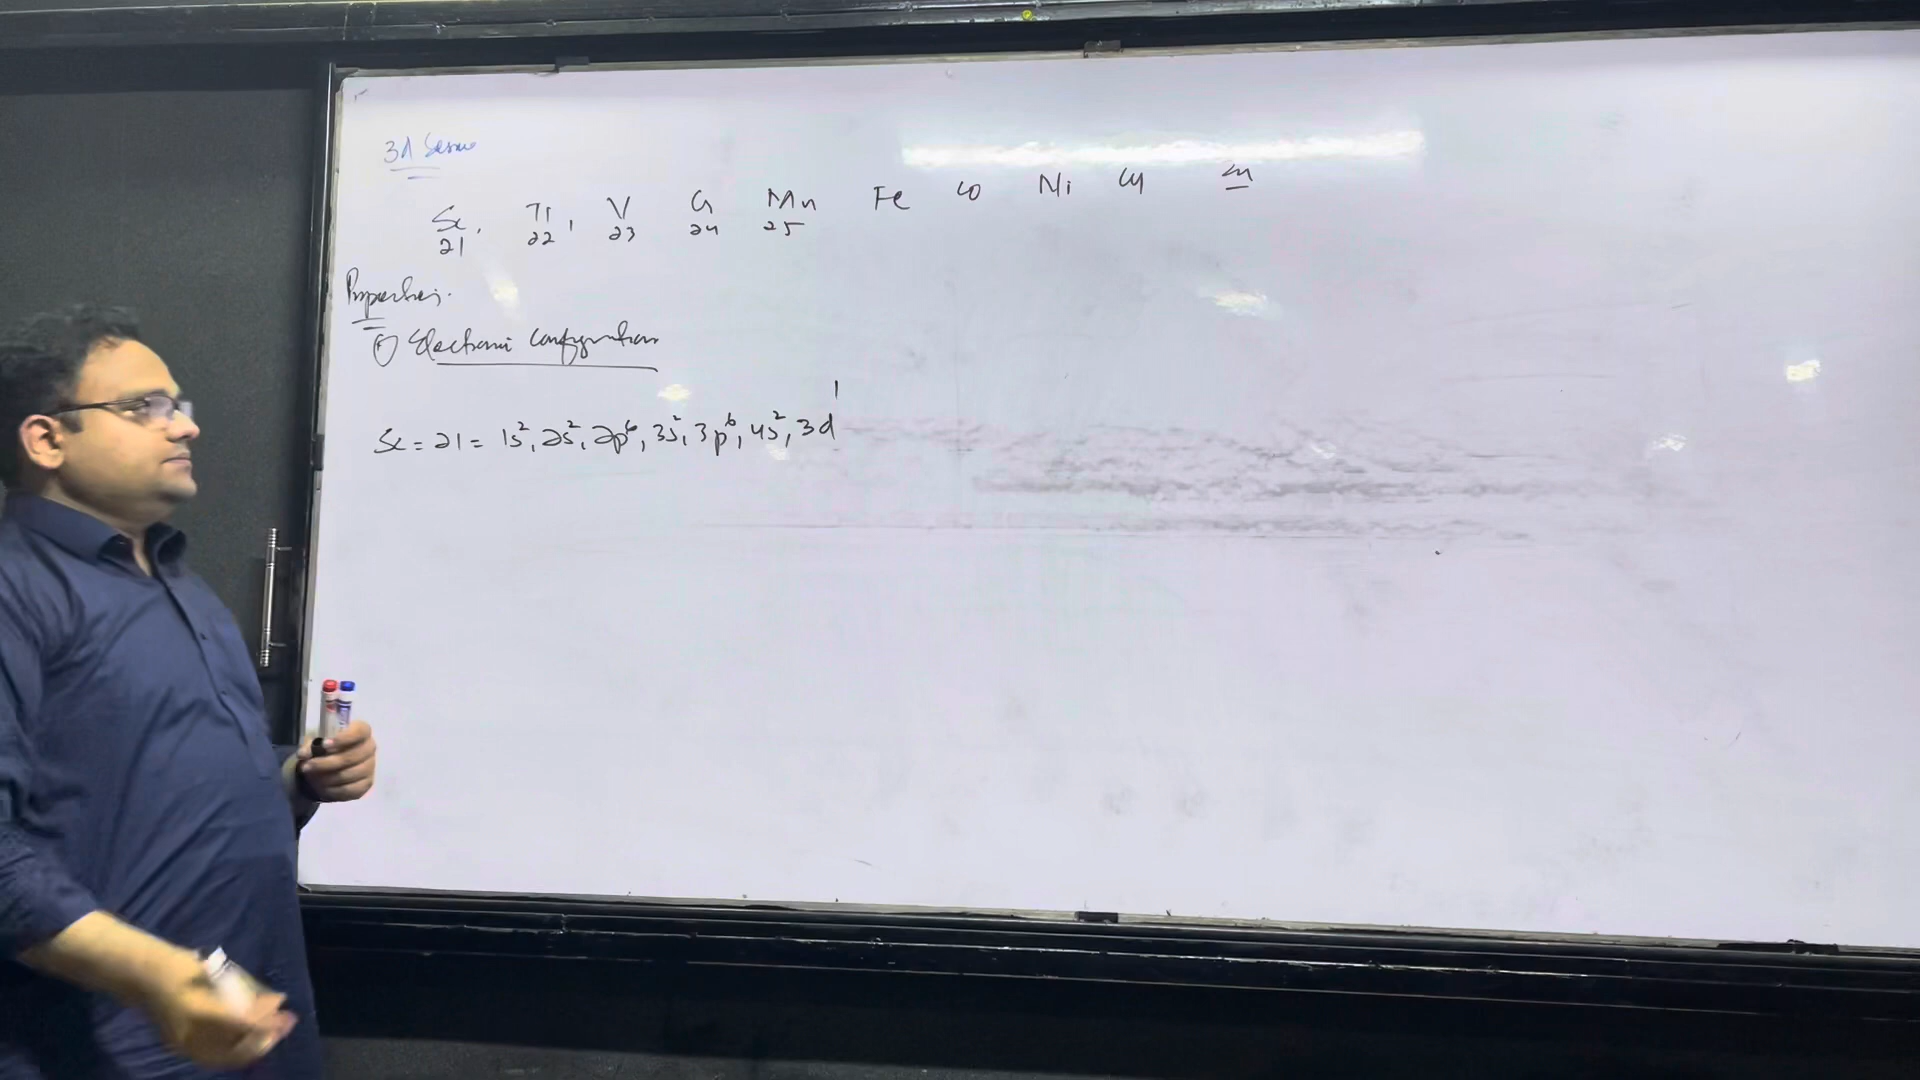 3d Series
Sc, Ti, V Cr Mn Fe Co Ni Cu Zn
21 22 23 24 25
Properties.
① Electronic Configuration
Sc = 21 = 1s², 2s², 2p⁶, 3s², 3p⁶, 4s², 3d¹